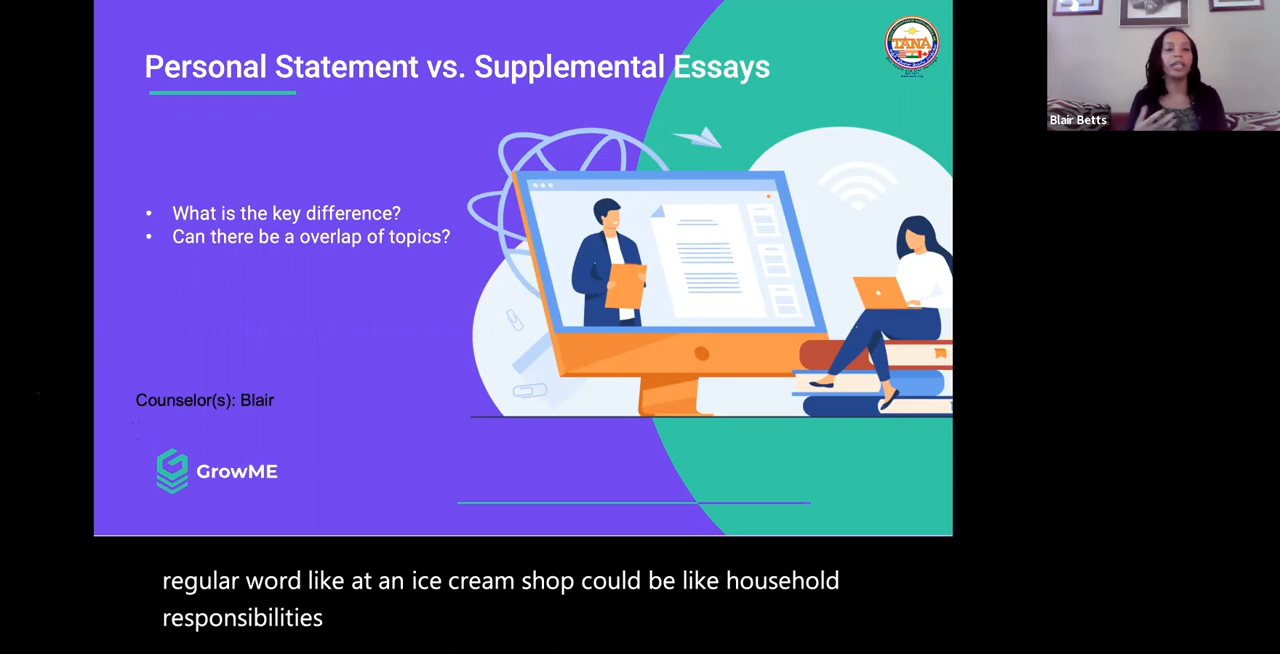 Personal Statement vs. Supplemental Essays
TANA
Blair Betts
• What is the key difference?
• Can there be a overlap of topics?
Counselor(s): Blair
GrowME
regular word like at an ice cream shop could be like household
responsibilities